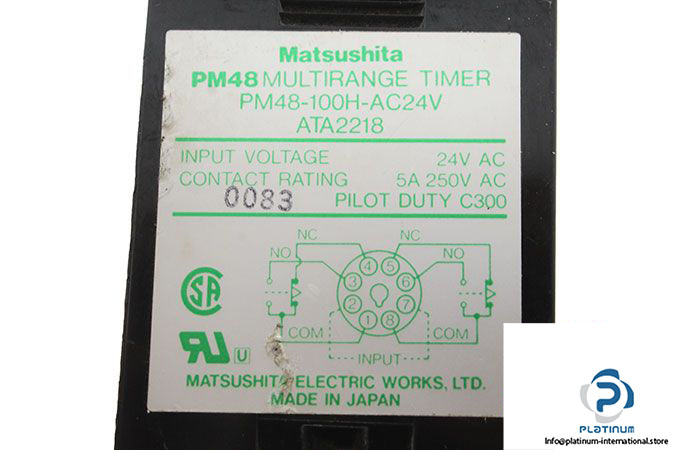 Matsushita
PM48 MULTIRANGE TIMER
PM48-100H-AC24V
ATA2218
INPUT VOLTAGE 24V AC
CONTACT RATING 5A 250V AC
0083 PILOT DUTY C300
NC NC
NO 4 5 NO
3 6
2 7
COM 1 8 COM
INPUT
SA
U
MATSUSHITA ELECTRIC WORKS, LTD.
MADE IN JAPAN
PLATINUM
info@platinum-international.store